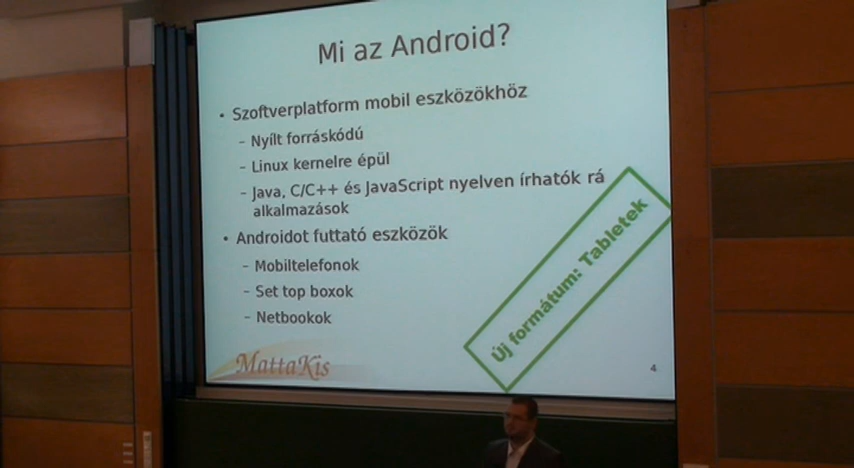 Mi az Android?
• Szoftverplatform mobil eszközökhöz
– Nyílt forráskódú
– Linux kernelre épül
– Java, C/C++ és JavaScript nyelven írhatók rá
alkalmazások
• Androidot futtató eszközök
– Mobiltelefonok
– Set top boxok
– Netbookok
Új formátum: Tabletek
MattaKis
4